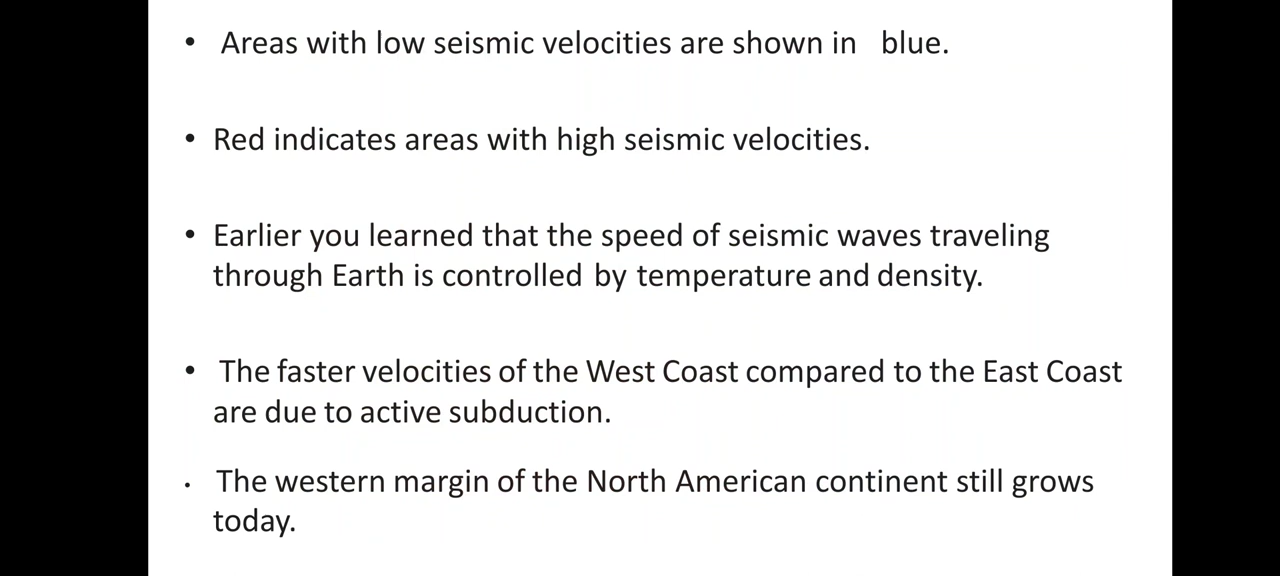 • Areas with low seismic velocities are shown in blue.
• Red indicates areas with high seismic velocities.
• Earlier you learned that the speed of seismic waves traveling
through Earth is controlled by temperature and density.
• The faster velocities of the West Coast compared to the East Coast
are due to active subduction.
• The western margin of the North American continent still grows
today.